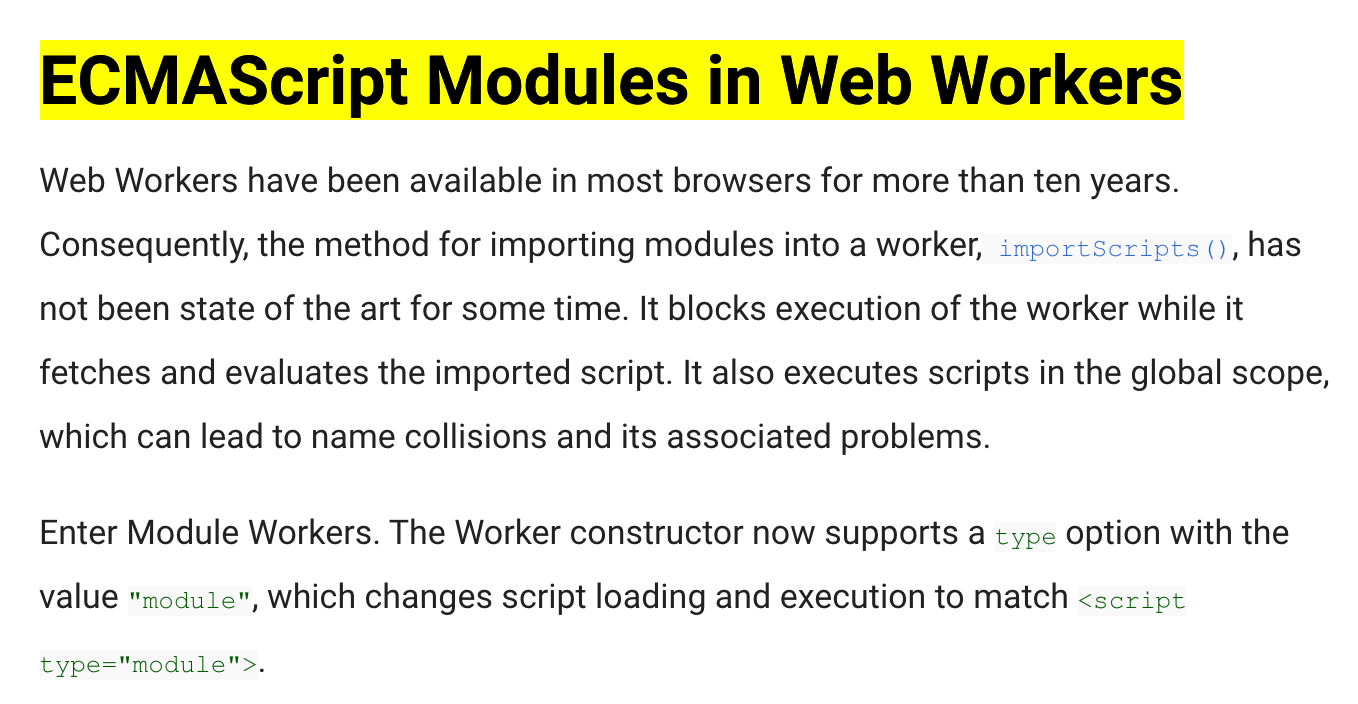 ECMAScript Modules in Web Workers
Web Workers have been available in most browsers for more than ten years.
Consequently, the method for importing modules into a worker, importScripts(), has
not been state of the art for some time. It blocks execution of the worker while it
fetches and evaluates the imported script. It also executes scripts in the global scope,
which can lead to name collisions and its associated problems.
Enter Module Workers. The Worker constructor now supports a type option with the
value "module", which changes script loading and execution to match <script
type="module">.